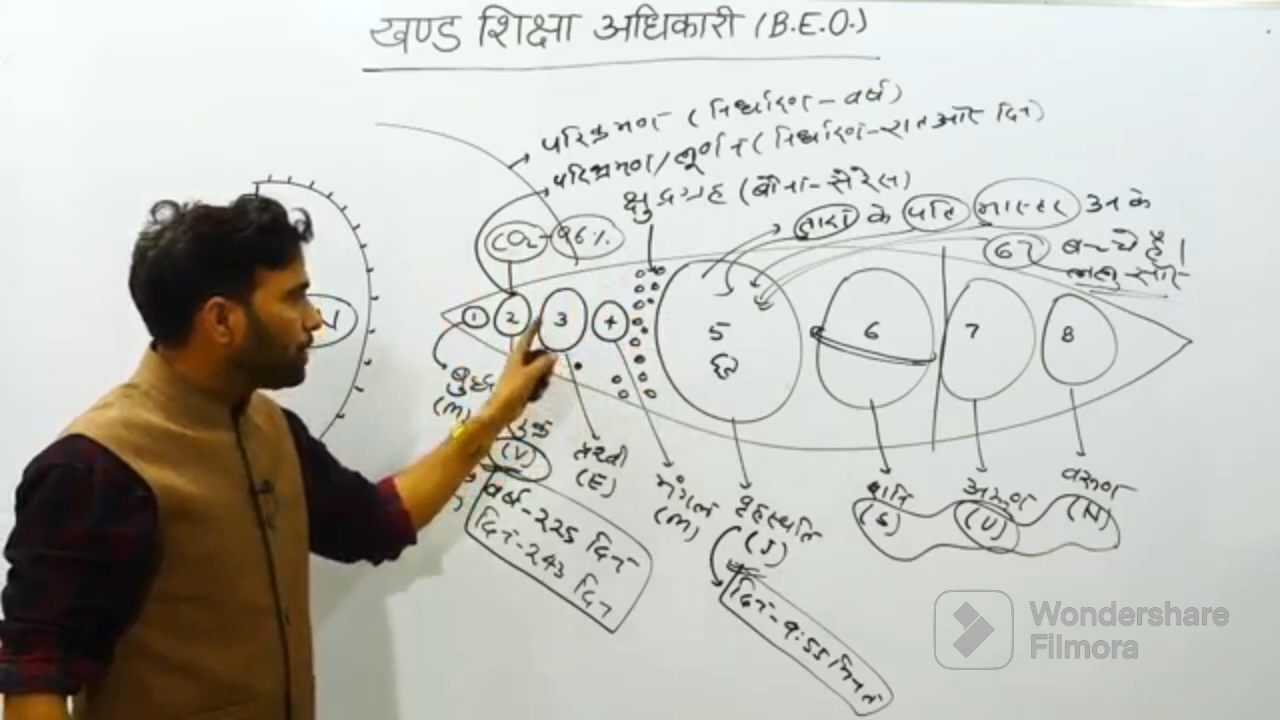 खण्ड शिक्षा अधिकारी (B.E.O.)
परिक्रमण (निर्धारण - वर्ष)
परिभ्रमण/घूर्णन (निर्धारण - रात और दिन)
क्षुद्रग्रह (बौना - सैरेस)
तारा के पति मास्टर उनके
67 बच्चे हैं।
CO₂ - 96%
1 2 3 4 5 6 7 8
बुध
(M)
शुक्र
(V)
पृथ्वी
(E)
मंगल
(M)
बृहस्पति
(J)
शनि
(S)
अरुण
(U)
वरुण
(N)
वर्ष - 225 दिन
दिन - 243 दिन
दिन - 9:55 मिनट
Wondershare
Filmora